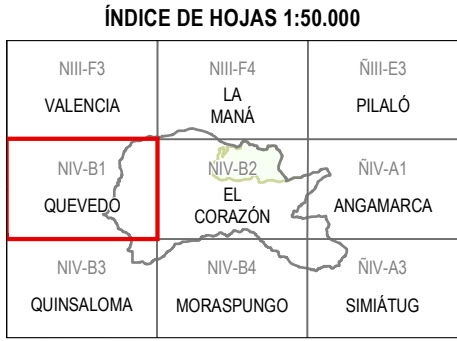 ÍNDICE DE HOJAS 1:50.000
NIII-F3
VALENCIA
NIII-F4
LA
MANÁ
ÑIII-E3
PILALÓ
NIV-B1
QUEVEDO
NIV-B2
EL
CORAZÓN
ÑIV-A1
ANGAMARCA
NIV-B3
QUINSALOMA
NIV-B4
MORASPUNGO
ÑIV-A3
SIMIÁTUG